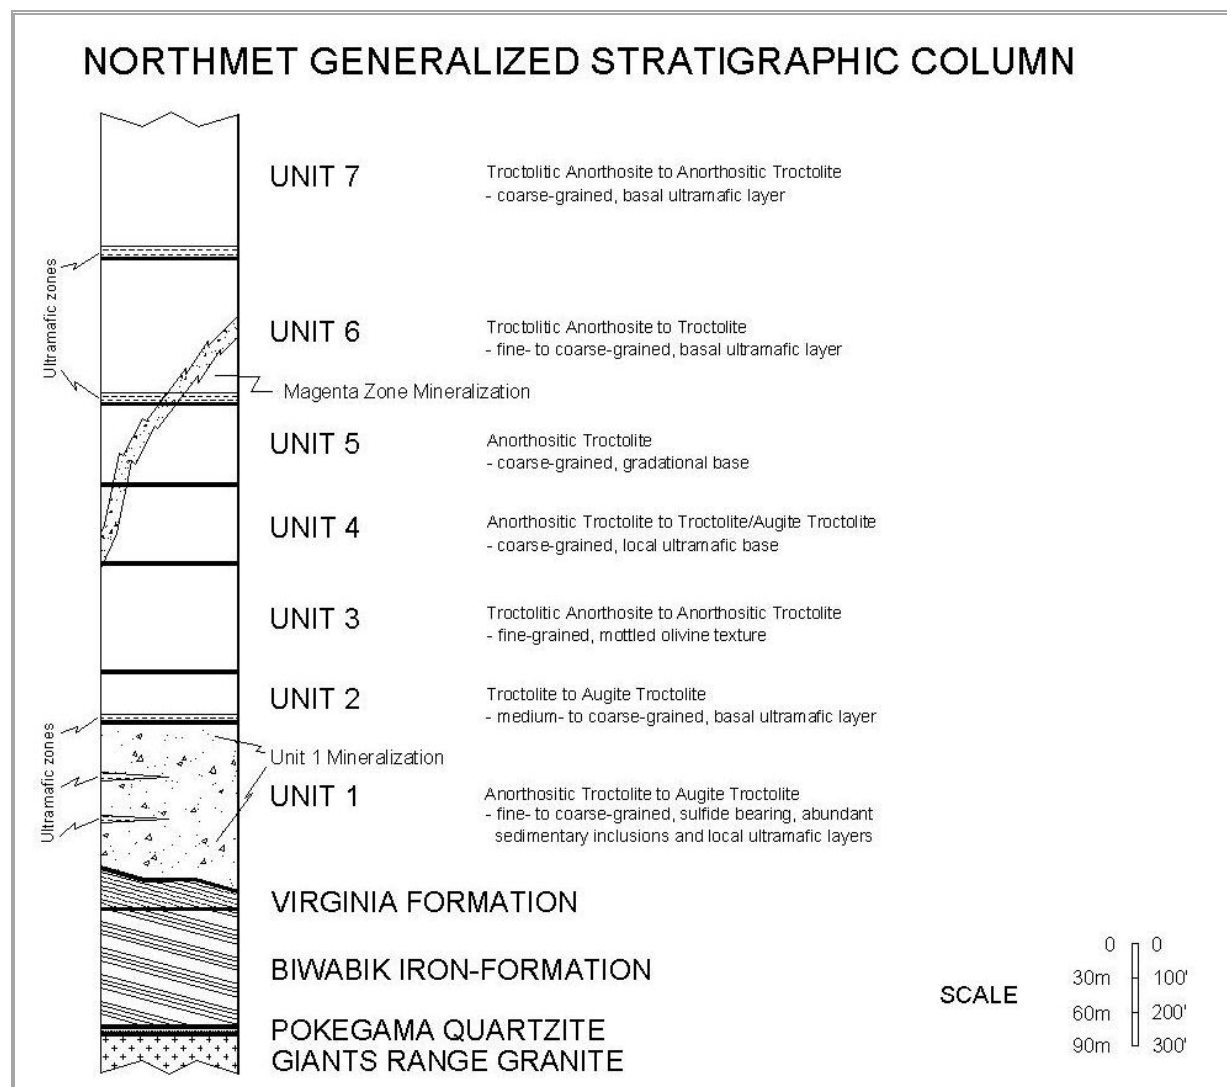 NORTHMET GENERALIZED STRATIGRAPHIC COLUMN
UNIT 7
Troctolitic Anorthosite to Anorthositic Troctolite
- coarse-grained, basal ultramafic layer
Ultramafic zones
UNIT 6
Troctolitic Anorthosite to Troctolite
- fine- to coarse-grained, basal ultramafic layer
Magenta Zone Mineralization
UNIT 5
Anorthositic Troctolite
- coarse-grained, gradational base
UNIT 4
Anorthositic Troctolite to Troctolite/Augite Troctolite
- coarse-grained, local ultramafic base
UNIT 3
Troctolitic Anorthosite to Anorthositic Troctolite
- fine-grained, mottled olivine texture
UNIT 2
Troctolite to Augite Troctolite
- medium- to coarse-grained, basal ultramafic layer
Ultramafic zones
Unit 1 Mineralization
UNIT 1
Anorthositic Troctolite to Augite Troctolite
- fine- to coarse-grained, sulfide bearing, abundant
sedimentary inclusions and local ultramafic layers
VIRGINIA FORMATION
BIWABIK IRON-FORMATION
POKEGAMA QUARTZITE
GIANTS RANGE GRANITE
SCALE
0 0
30m 100'
60m 200'
90m 300'